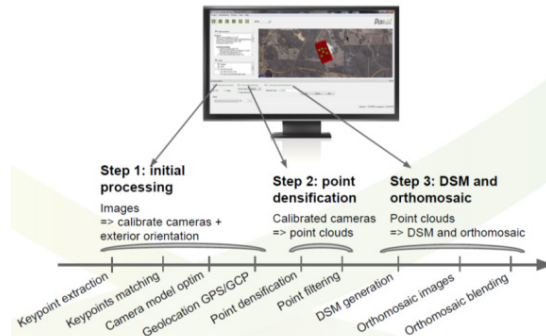 Step 1: initial
processing
Images
=> calibrate cameras +
exterior orientation
Step 2: point
densification
Calibrated cameras
=> point clouds
Step 3: DSM and
orthomosaic
Point clouds
=> DSM and orthomosaic
Keypoint extraction
Keypoints matching
Camera model optim
Geolocation GPS/GCP
Point densification
Point filtering
DSM generation
Orthomosaic images
Orthomosaic blending